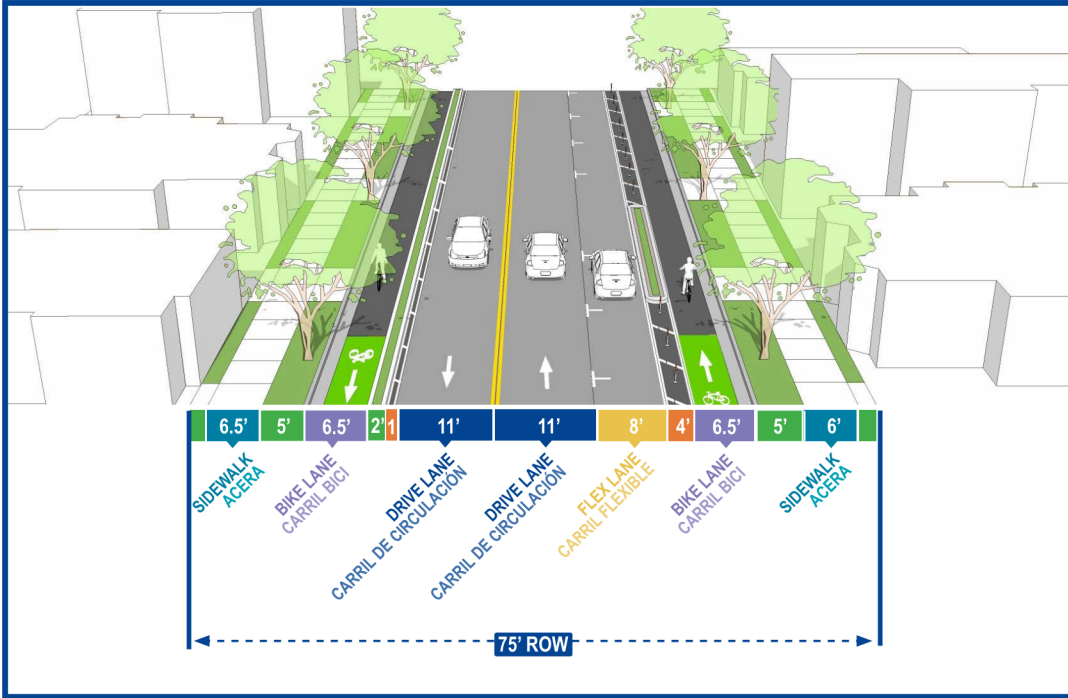 6.5’ 5’ 6.5’ 2’ 1 11’ 11’ 8’ 4’ 6.5’ 5’ 6’
SIDEWALK
ACERA
BIKE LANE
CARRIL BICI
DRIVE LANE
CARRIL DE CIRCULACIÓN
DRIVE LANE
CARRIL DE CIRCULACIÓN
FLEX LANE
CARRIL FLEXIBLE
BIKE LANE
CARRIL BICI
SIDEWALK
ACERA
75’ ROW